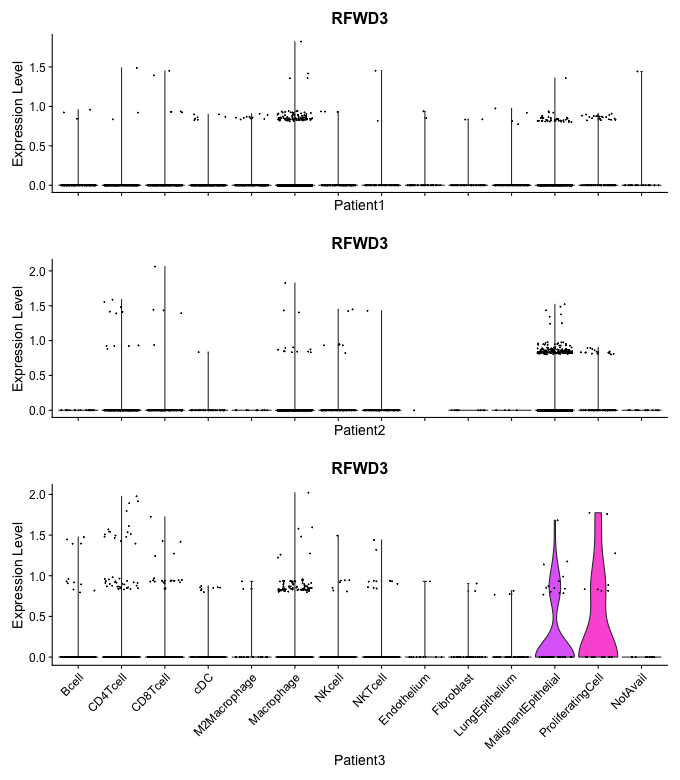 RFWD3
Expression Level
1.5
1.0
0.5
0.0
Patient1
RFWD3
Expression Level
2.0
1.5
1.0
0.5
0.0
Patient2
RFWD3
Expression Level
2.0
1.5
1.0
0.5
0.0
Bcell
CD4Tcell
CD8Tcell
cDC
M2Macrophage
Macrophage
NKcell
NKTcell
Endothelium
Fibroblast
LungEpithelium
MalignantEpithelial
ProliferatingCell
NotAvail
Patient3